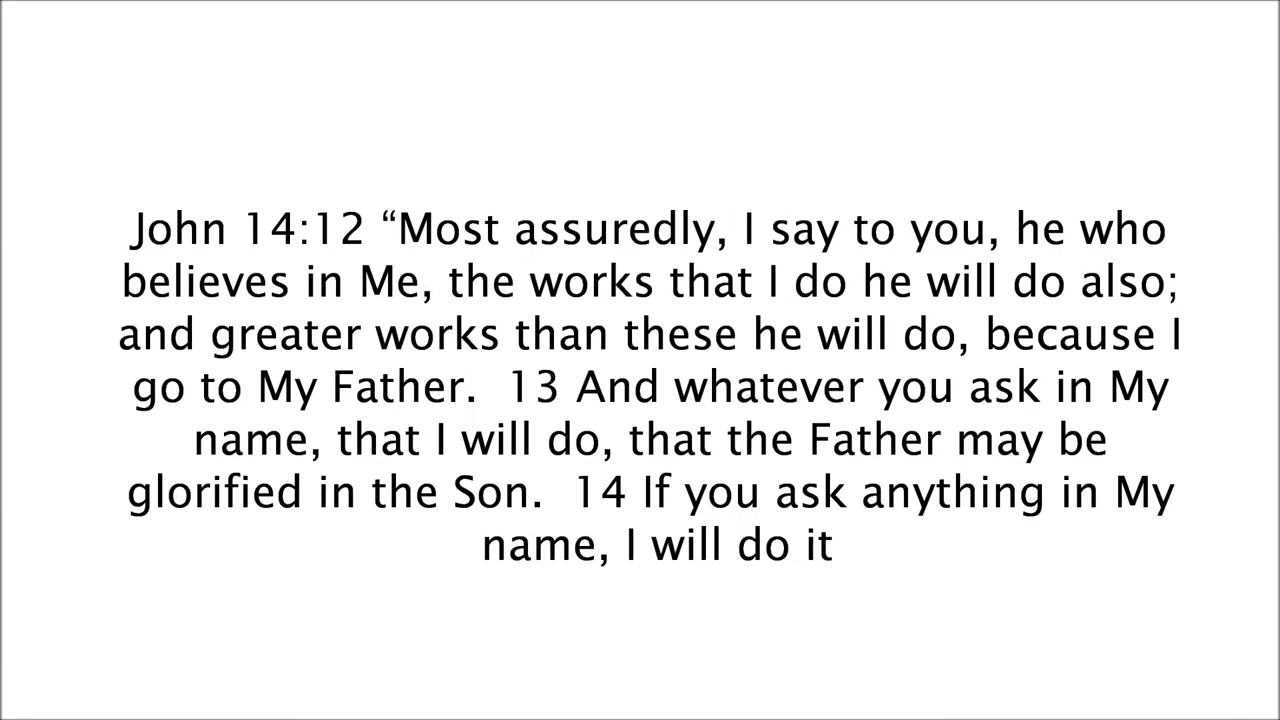 John 14:12 “Most assuredly, I say to you, he who
believes in Me, the works that I do he will do also;
and greater works than these he will do, because I
go to My Father.  13 And whatever you ask in My
name, that I will do, that the Father may be
glorified in the Son.  14 If you ask anything in My
name, I will do it